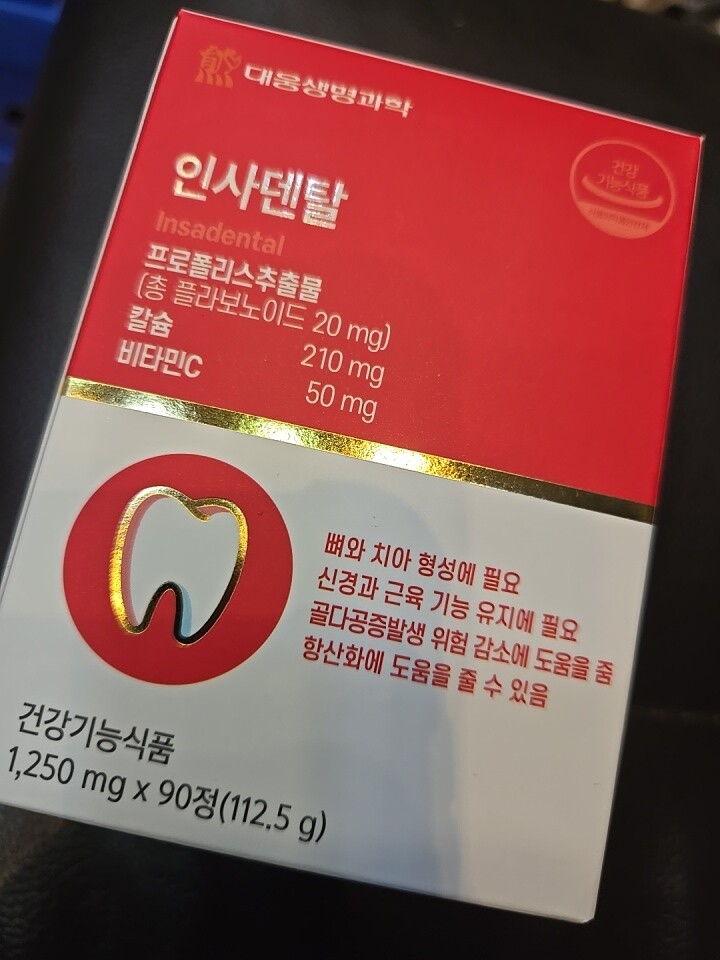 대웅생명과학
건강
기능식품
인사덴탈
Insadental
프로폴리스추출물
(총 플라보노이드 20 mg)
칼슘 210 mg
비타민C 50 mg
뼈와 치아 형성에 필요
신경과 근육 기능 유지에 필요
골다공증발생 위험 감소에 도움을 줌
항산화에 도움을 줄 수 있음
건강기능식품
1,250 mg x 90정(112.5 g)